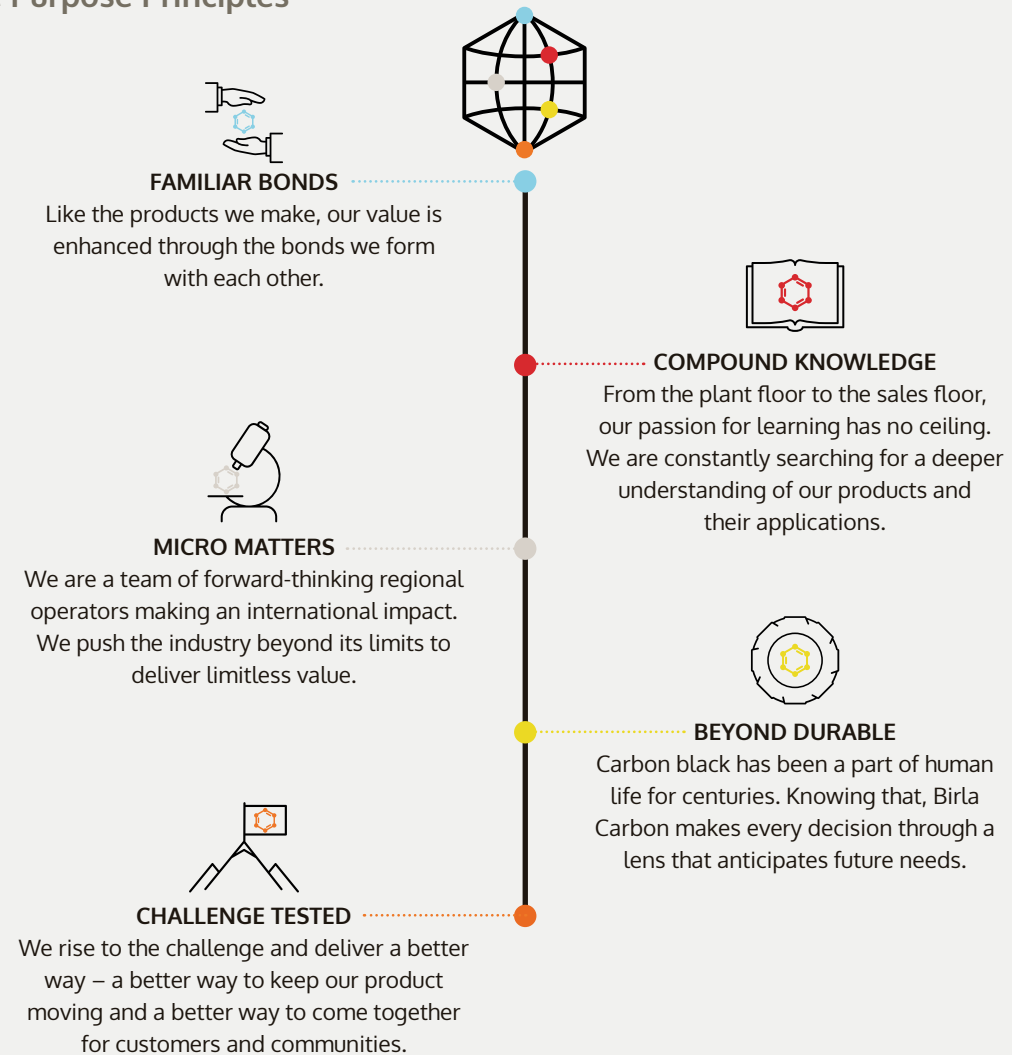 Purpose Principles
FAMILIAR BONDS
Like the products we make, our value is
enhanced through the bonds we form
with each other.
COMPOUND KNOWLEDGE
From the plant floor to the sales floor,
our passion for learning has no ceiling.
We are constantly searching for a deeper
understanding of our products and
their applications.
MICRO MATTERS
We are a team of forward-thinking regional
operators making an international impact.
We push the industry beyond its limits to
deliver limitless value.
BEYOND DURABLE
Carbon black has been a part of human
life for centuries. Knowing that, Birla
Carbon makes every decision through a
lens that anticipates future needs.
CHALLENGE TESTED
We rise to the challenge and deliver a better
way – a better way to keep our product
moving and a better way to come together
for customers and communities.